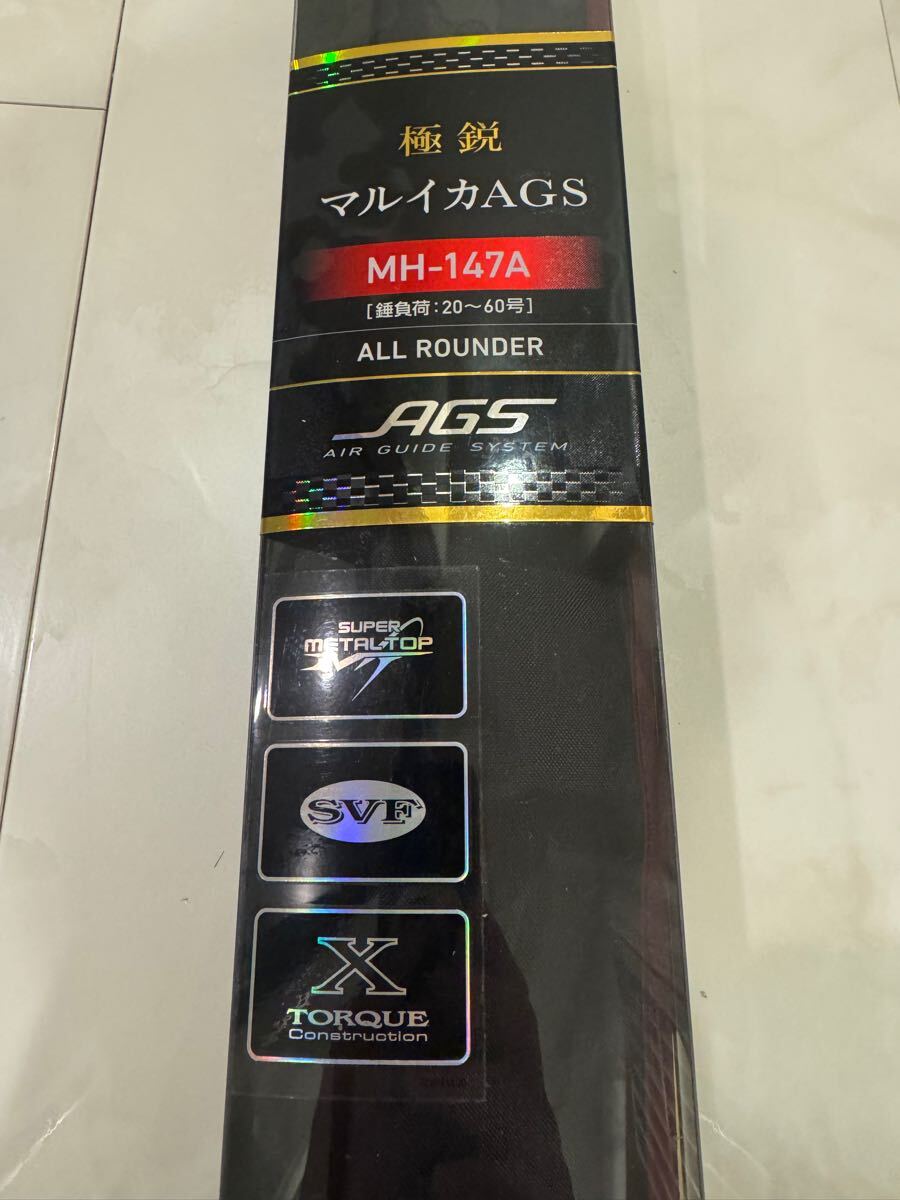 極鋭
マルイカAGS
MH-147A
[錘負荷:20〜60号]
ALL ROUNDER
AGS
AIR GUIDE SYSTEM
SUPER
METAL TOP
SVF
X
TORQUE
Construction